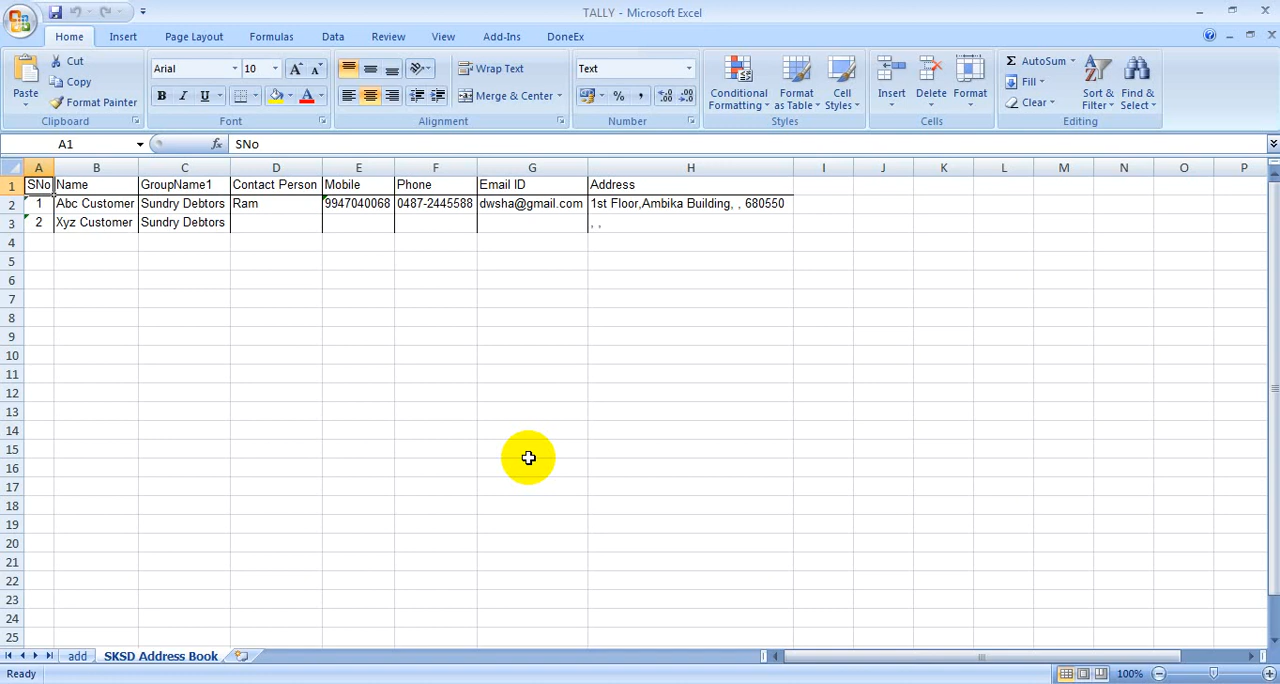 TALLY - Microsoft Excel
Home Insert Page Layout Formulas Data Review View Add-Ins DoneEx
Paste
Cut
Copy
Format Painter
Clipboard
Arial 10
B I U
Font
Wrap Text
Merge & Center
Alignment
Text
% ,
Number
Conditional Formatting
Format as Table
Cell Styles
Styles
Insert
Delete
Format
Cells
AutoSum
Fill
Clear
Sort & Filter
Find & Select
Editing
A1 fx SNo
A B C D E F G H I J K L M N O P
1 SNo Name GroupName1 Contact Person Mobile Phone Email ID Address
2 1 Abc Customer Sundry Debtors Ram 9947040068 0487-2445588 dwsha@gmail.com 1st Floor,Ambika Building, , 680550
3 2 Xyz Customer Sundry Debtors , ,
4
5
6
7
8
9
10
11
12
13
14
15
16
17
18
19
20
21
22
23
24
25
add SKSD Address Book
Ready 100%